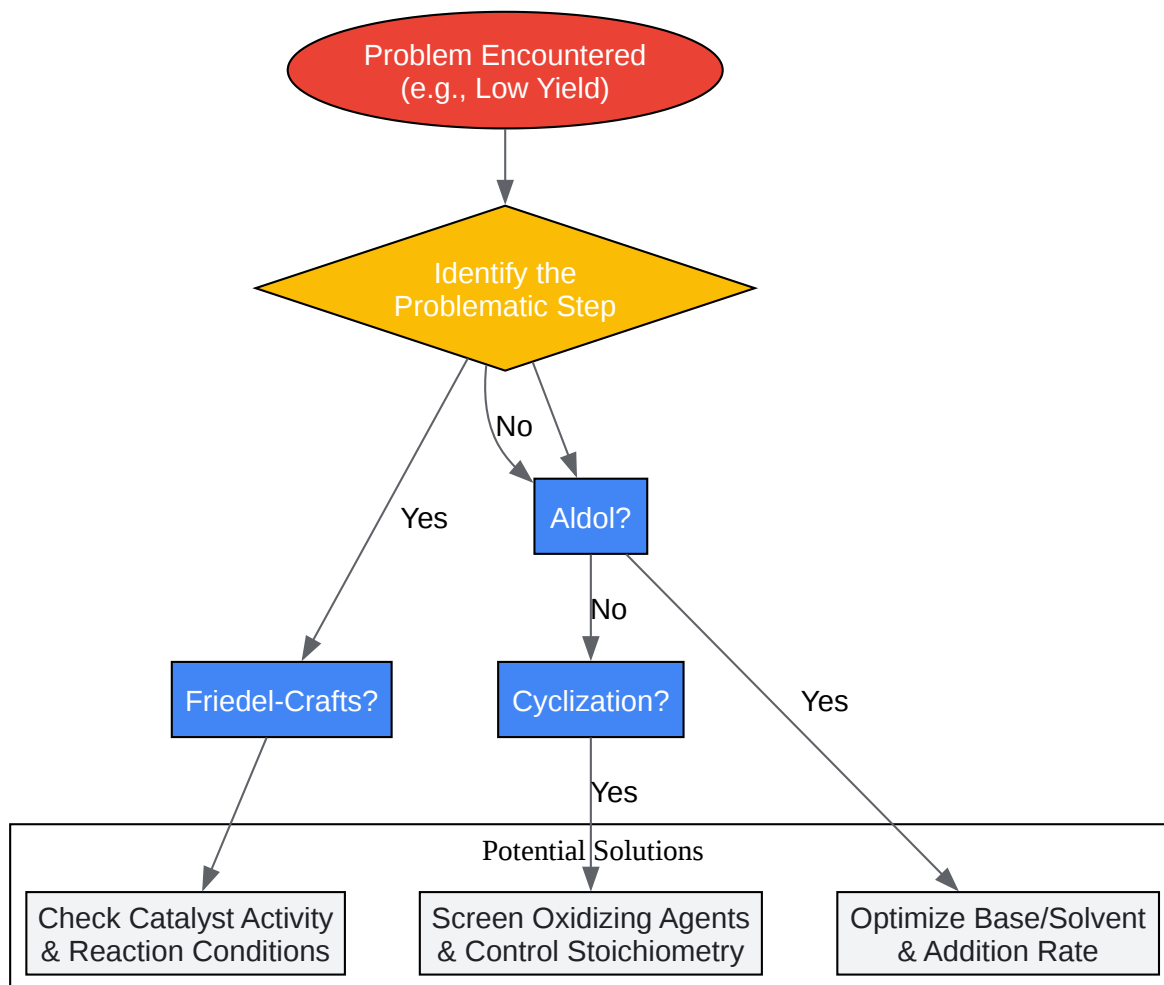 Problem Encountered
(e.g., Low Yield)
Identify the
Problematic Step
No
Yes
Aldol?
No
Friedel-Crafts?
Cyclization?
Yes
Yes
Potential Solutions
Check Catalyst Activity
& Reaction Conditions
Screen Oxidizing Agents
& Control Stoichiometry
Optimize Base/Solvent
& Addition Rate